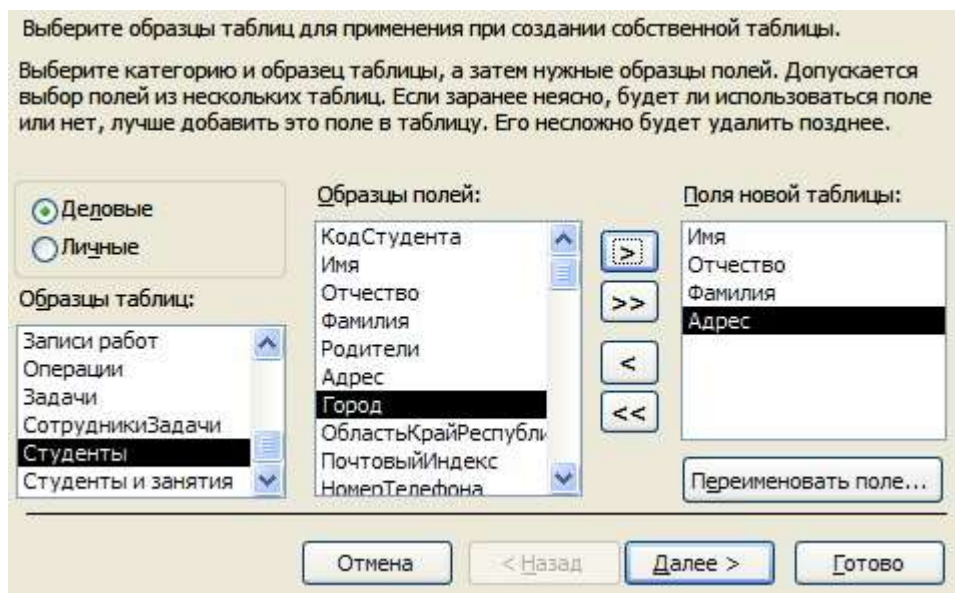 Выберите образцы таблиц для применения при создании собственной таблицы.
Выберите категорию и образец таблицы, а затем нужные образцы полей. Допускается
выбор полей из нескольких таблиц. Если заранее неясно, будет ли использоваться поле
или нет, лучше добавить это поле в таблицу. Его несложно будет удалить позднее.
Деловые
Личные
Образцы таблиц:
Записи работ
Операции
Задачи
СотрудникиЗадачи
Студенты
Студенты и занятия
Образцы полей:
КодСтудента
Имя
Отчество
Фамилия
Родители
Адрес
Город
ОбластьКрайРеспубли
ПочтовыйИндекс
НомерТелефона
>
>>
<
<<
Поля новой таблицы:
Имя
Отчество
Фамилия
Адрес
Переименовать поле...
Отмена
< Назад
Далее >
Готово